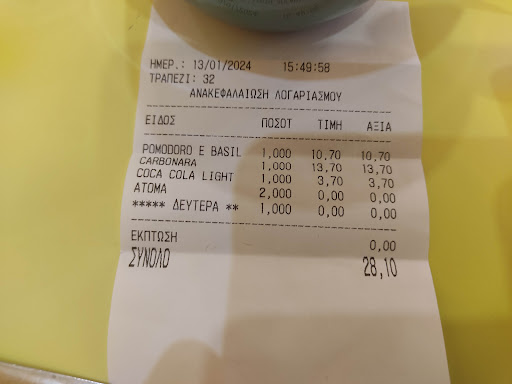 ΗΜΕΡ.: 13/01/2024 15:49:58
ΤΡΑΠΕΖΙ: 32
ΑΝΑΚΕΦΑΛΑΙΩΣΗ ΛΟΓΑΡΙΑΣΜΟΥ
ΕΙΔΟΣ ΠΟΣΟΤ ΤΙΜΗ ΑΞΙΑ
POMODORO E BASIL 1,000 10,70 10,70
CARBONARA 1,000 13,70 13,70
COCA COLA LIGHT 1,000 3,70 3,70
ΑΤΟΜΑ 2,000 0,00 0,00
***** ΔΕΥΤΕΡΑ ** 1,000 0,00 0,00
ΕΚΠΤΩΣΗ 0,00
ΣΥΝΟΛΟ 28,10